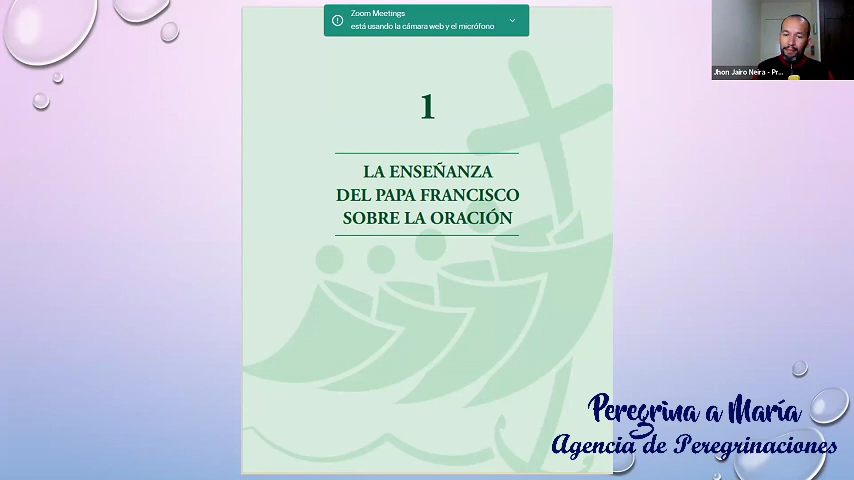 Zoom Meetings
está usando la cámara web y el micrófono
Jhon Jairo Neira - Pr...
1
LA ENSEÑANZA
DEL PAPA FRANCISCO
SOBRE LA ORACIÓN
Peregrina a María
Agencia de Peregrinaciones